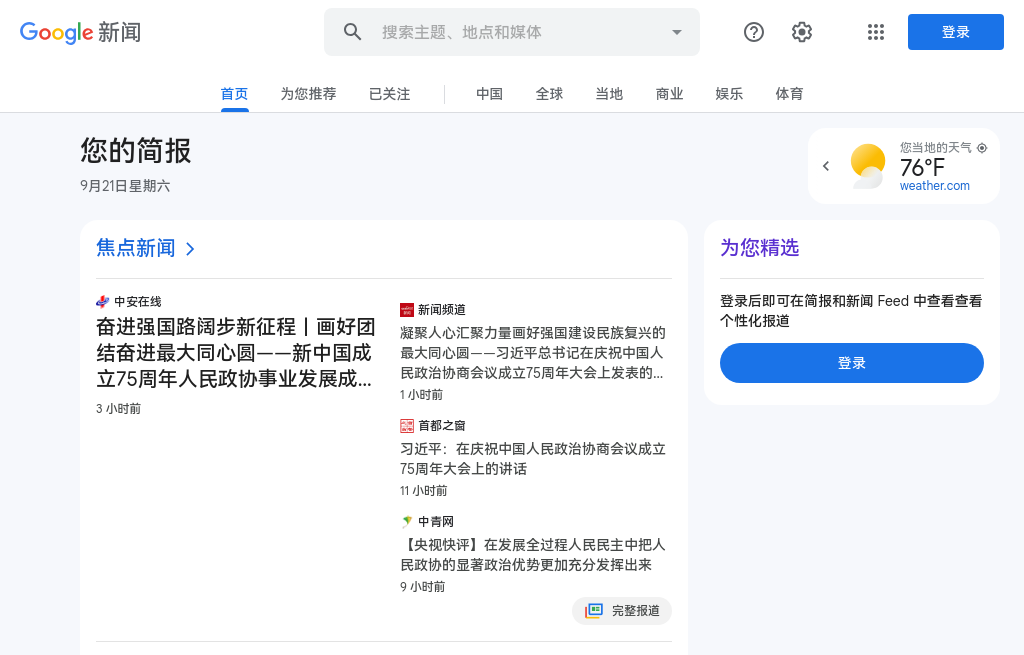 Google 新闻
搜索主题、地点和媒体
登录
首页
为您推荐
已关注
中国
全球
当地
商业
娱乐
体育
您的简报
9月21日星期六
您当地的天气
76°F
weather.com
焦点新闻
中安在线
奋进强国路阔步新征程丨画好团
结奋进最大同心圆——新中国成
立75周年人民政协事业发展成...
3 小时前
新闻频道
凝聚人心汇聚力量画好强国建设民族复兴的
最大同心圆——习近平总书记在庆祝中国人
民政治协商会议成立75周年大会上发表的...
1 小时前
首都之窗
习近平：在庆祝中国人民政治协商会议成立
75周年大会上的讲话
11 小时前
中青网
【央视快评】在发展全过程人民民主中把人
民政协的显著政治优势更加充分发挥出来
9 小时前
完整报道
为您精选
登录后即可在简报和新闻 Feed 中查看查看
个性化报道
登录